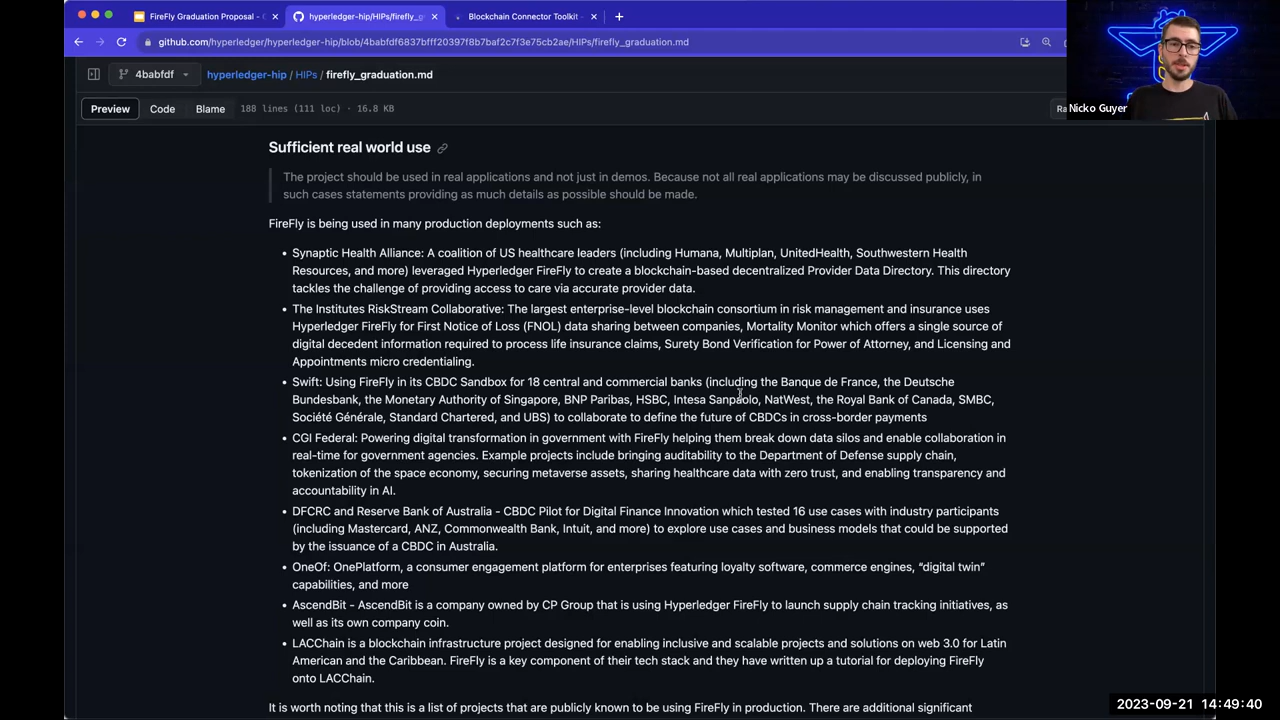 FireFly Graduation Proposal - G
hyperledger-hip/HIPs/firefly_g
Blockchain Connector Toolkit -
github.com/hyperledger/hyperledger-hip/blob/4babfdf6837bfff20397f8b7baf2c7f3e75cb2ae/HIPs/firefly_graduation.md
4babfdf
hyperledger-hip / HIPs / firefly_graduation.md
Nicko Guyer
Preview
Code
Blame
188 lines (111 loc) · 16.8 KB
Ra
Sufficient real world use
The project should be used in real applications and not just in demos. Because not all real applications may be discussed publicly, in
such cases statements providing as much details as possible should be made.
FireFly is being used in many production deployments such as:
• Synaptic Health Alliance: A coalition of US healthcare leaders (including Humana, Multiplan, UnitedHealth, Southwestern Health
Resources, and more) leveraged Hyperledger FireFly to create a blockchain-based decentralized Provider Data Directory. This directory
tackles the challenge of providing access to care via accurate provider data.
• The Institutes RiskStream Collaborative: The largest enterprise-level blockchain consortium in risk management and insurance uses
Hyperledger FireFly for First Notice of Loss (FNOL) data sharing between companies, Mortality Monitor which offers a single source of
digital decedent information required to process life insurance claims, Surety Bond Verification for Power of Attorney, and Licensing and
Appointments micro credentialing.
• Swift: Using FireFly in its CBDC Sandbox for 18 central and commercial banks (including the Banque de France, the Deutsche
Bundesbank, the Monetary Authority of Singapore, BNP Paribas, HSBC, Intesa Sanpaolo, NatWest, the Royal Bank of Canada, SMBC,
Société Générale, Standard Chartered, and UBS) to collaborate to define the future of CBDCs in cross-border payments
• CGI Federal: Powering digital transformation in government with FireFly helping them break down data silos and enable collaboration in
real-time for government agencies. Example projects include bringing auditability to the Department of Defense supply chain,
tokenization of the space economy, securing metaverse assets, sharing healthcare data with zero trust, and enabling transparency and
accountability in AI.
• DFCRC and Reserve Bank of Australia - CBDC Pilot for Digital Finance Innovation which tested 16 use cases with industry participants
(including Mastercard, ANZ, Commonwealth Bank, Intuit, and more) to explore use cases and business models that could be supported
by the issuance of a CBDC in Australia.
• OneOf: OnePlatform, a consumer engagement platform for enterprises featuring loyalty software, commerce engines, “digital twin”
capabilities, and more
• AscendBit - AscendBit is a company owned by CP Group that is using Hyperledger FireFly to launch supply chain tracking initiatives, as
well as its own company coin.
• LACChain is a blockchain infrastructure project designed for enabling inclusive and scalable projects and solutions on web 3.0 for Latin
American and the Caribbean. FireFly is a key component of their tech stack and they have written up a tutorial for deploying FireFly
onto LACChain.
It is worth noting that this is a list of projects that are publicly known to be using FireFly in production. There are additional significant
2023-09-21 14:49:40